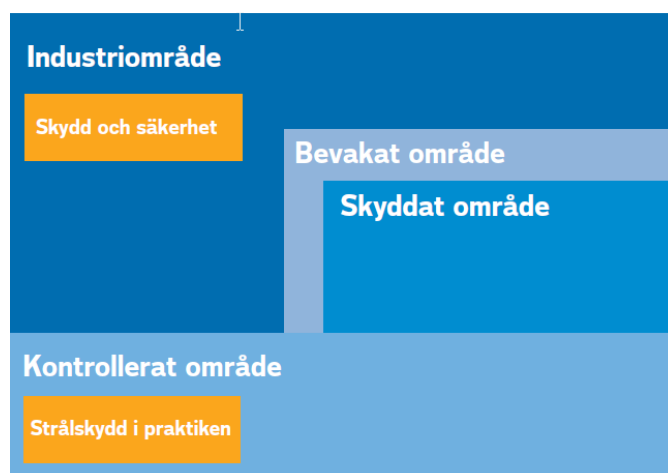 Industriområde
Skydd och säkerhet
Bevakat område
Skyddat område
Kontrollerat område
Strålskydd i praktiken